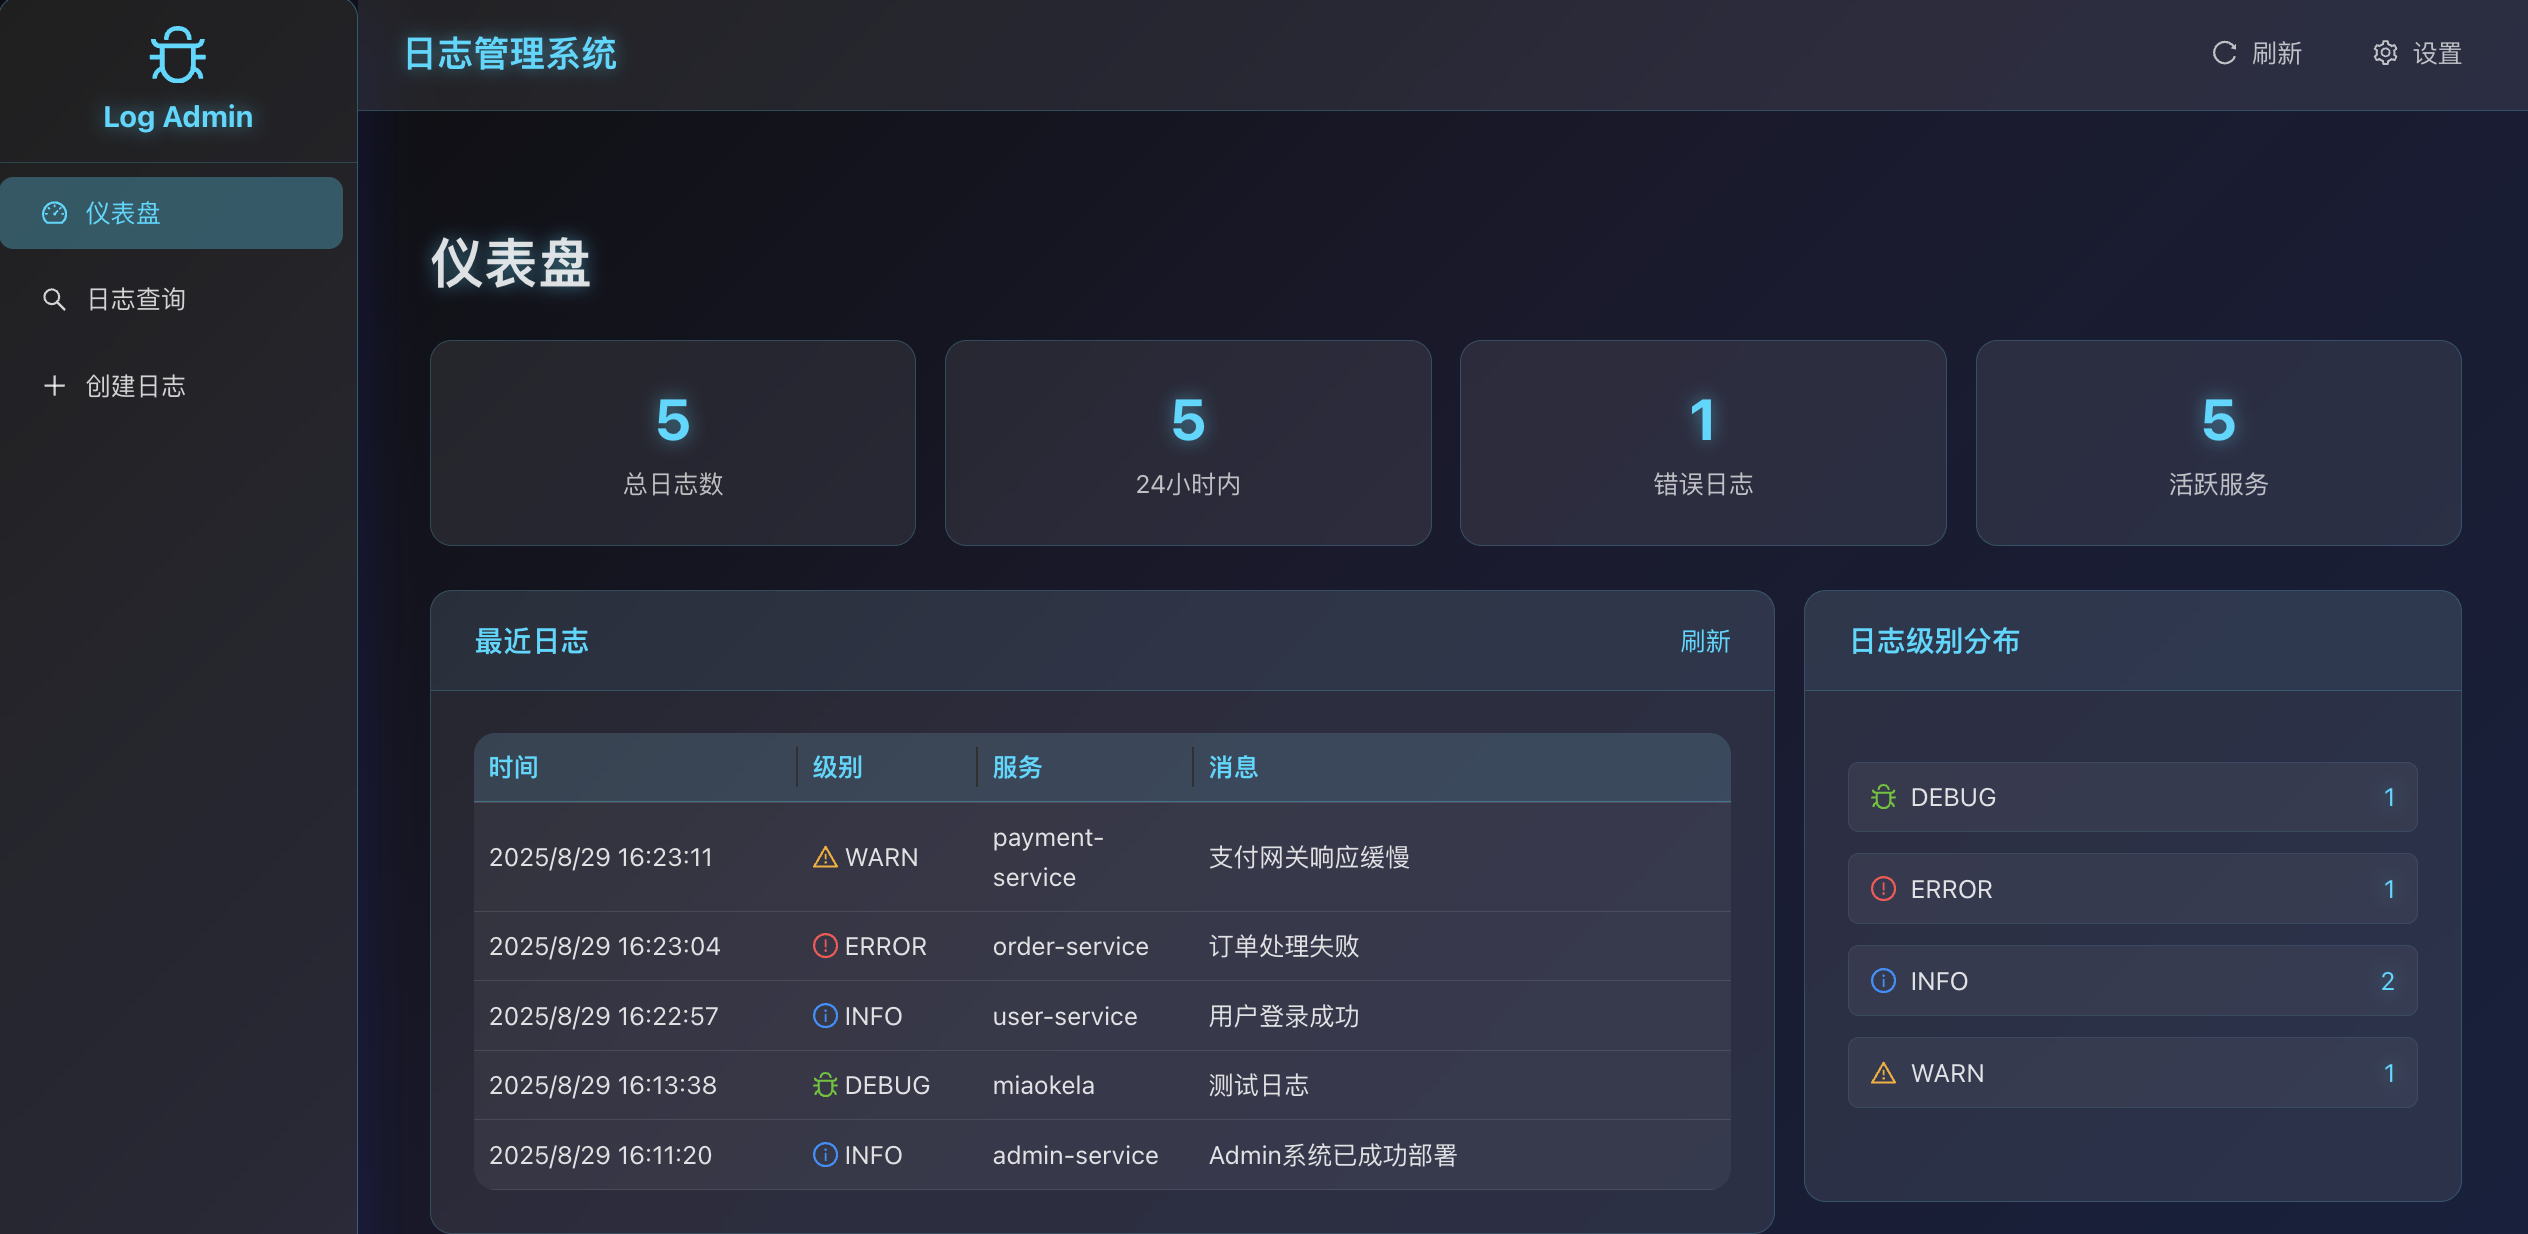 Log Admin
仪表盘
日志查询
创建日志
日志管理系统
刷新
设置
仪表盘
5
总日志数
5
24小时内
1
错误日志
5
活跃服务
最近日志
刷新
时间 级别 服务 消息
2025/8/29 16:23:11 WARN payment-service 支付网关响应缓慢
2025/8/29 16:23:04 ERROR order-service 订单处理失败
2025/8/29 16:22:57 INFO user-service 用户登录成功
2025/8/29 16:13:38 DEBUG miaokela 测试日志
2025/8/29 16:11:20 INFO admin-service Admin系统已成功部署
日志级别分布
DEBUG 1
ERROR 1
INFO 2
WARN 1